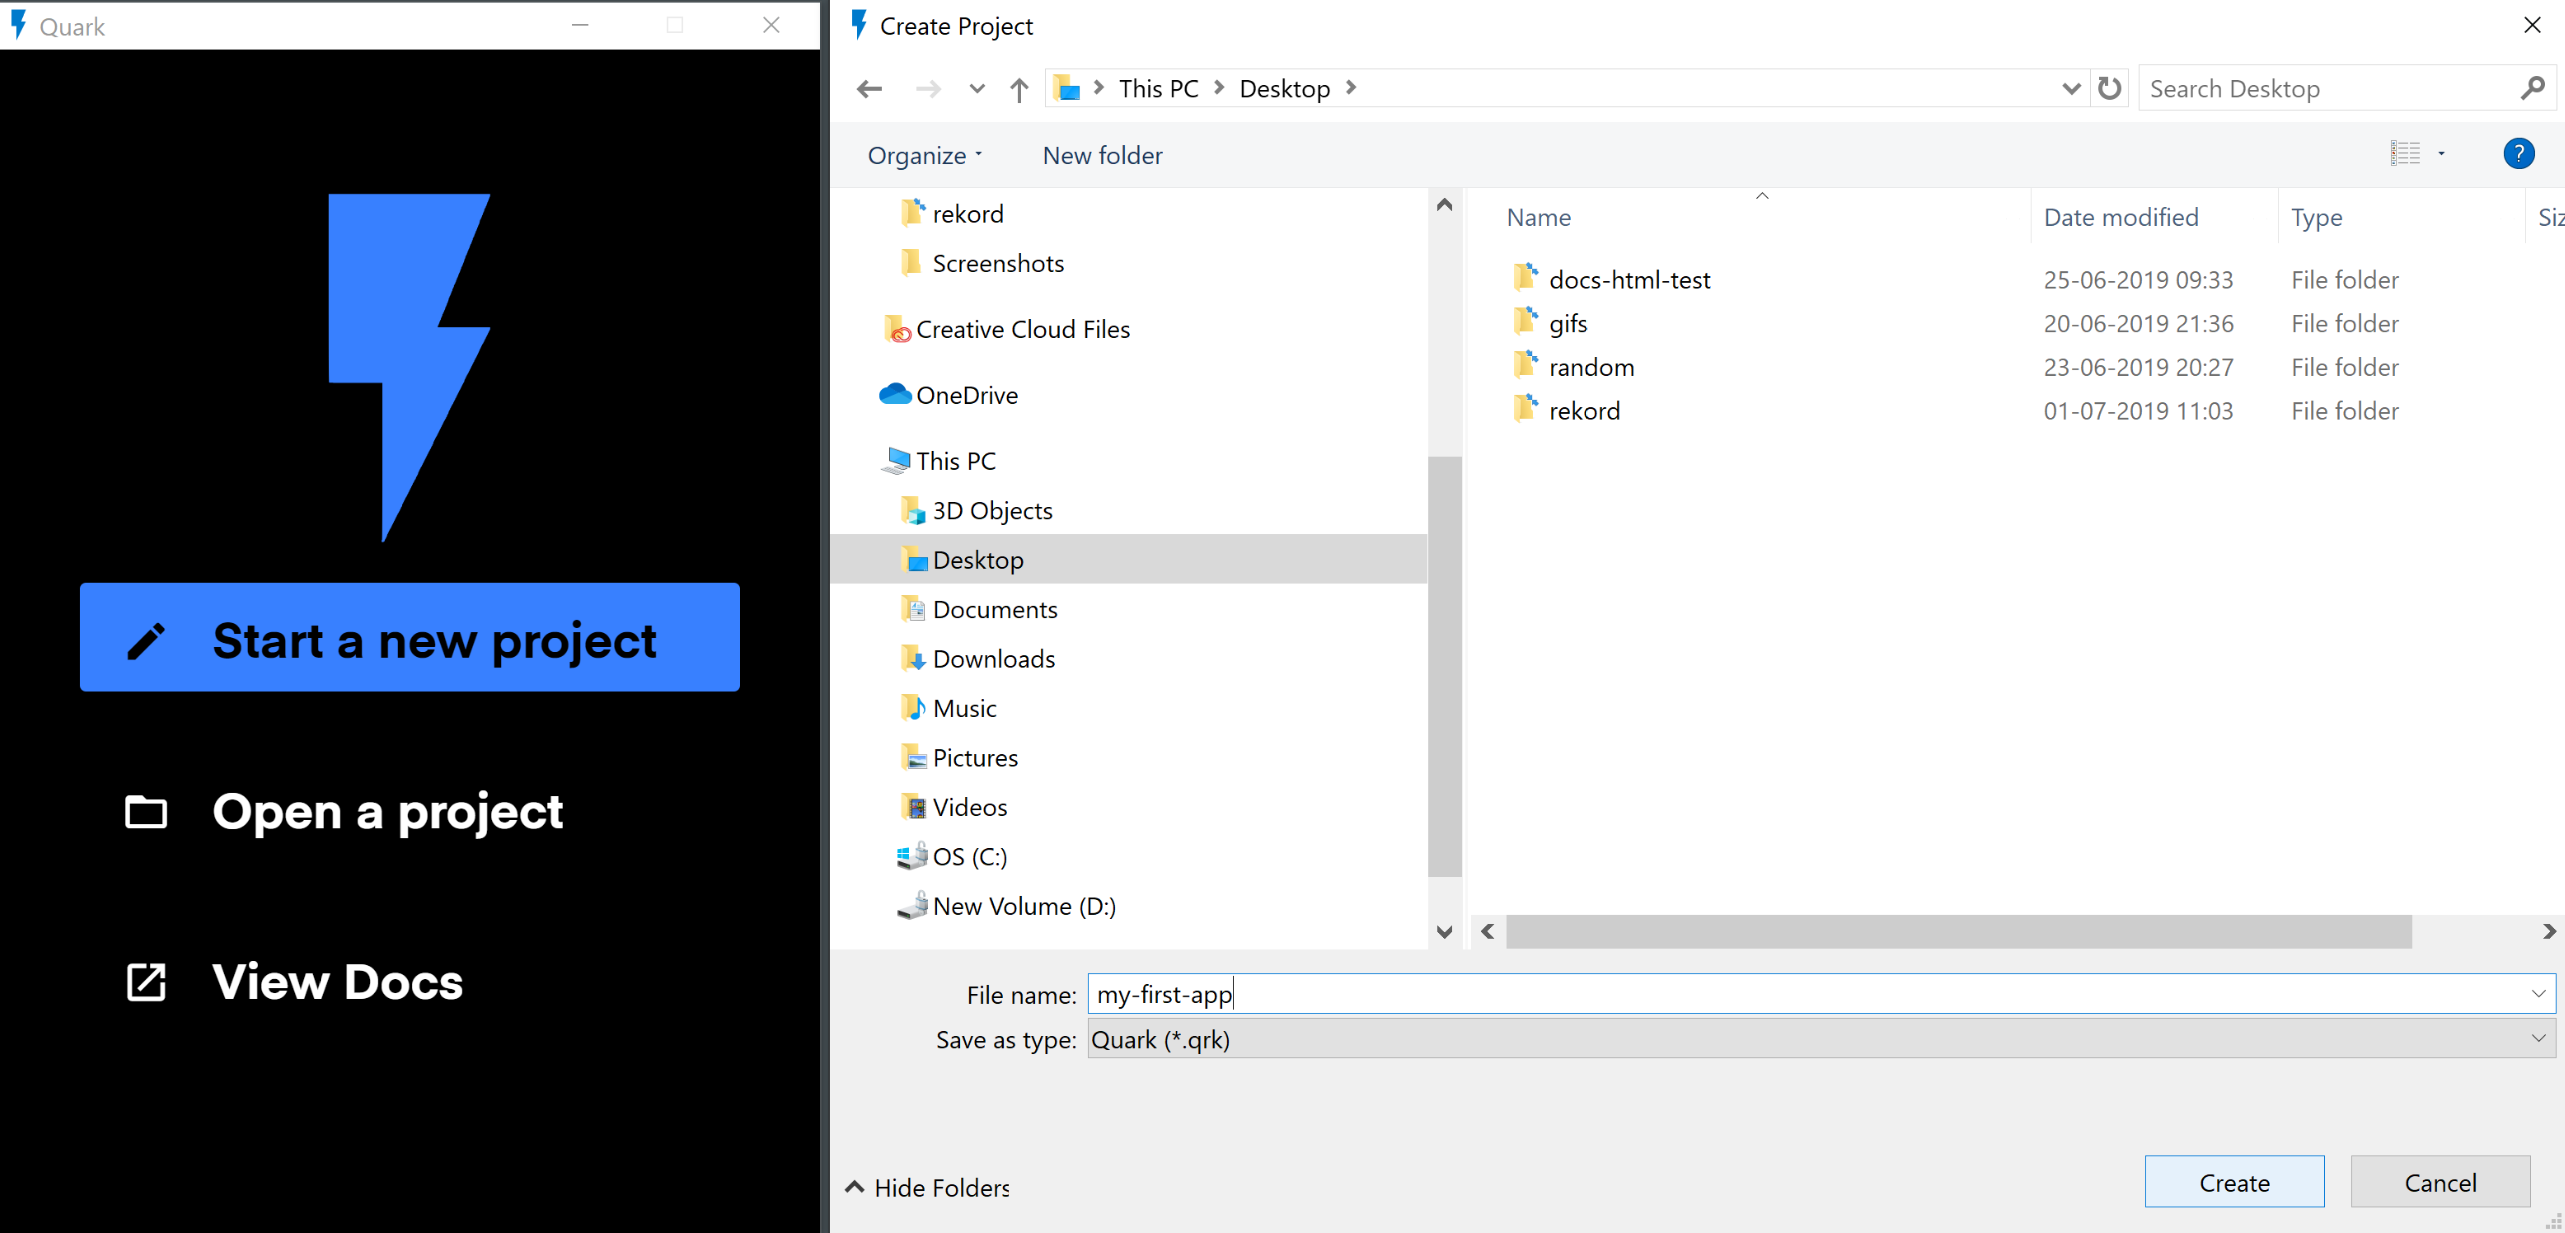 Quark
Start a new project
Open a project
View Docs
Create Project
This PC
Desktop
Search Desktop
Organize
New folder
?
rekord
Screenshots
Creative Cloud Files
OneDrive
This PC
3D Objects
Desktop
Documents
Downloads
Music
Pictures
Videos
OS (C:)
New Volume (D:)
Name Date modified Type Siz
docs-html-test 25-06-2019 09:33 File folder
gifs 20-06-2019 21:36 File folder
random 23-06-2019 20:27 File folder
rekord 01-07-2019 11:03 File folder
File name: my-first-app
Save as type: Quark (*.qrk)
Hide Folders
Create
Cancel